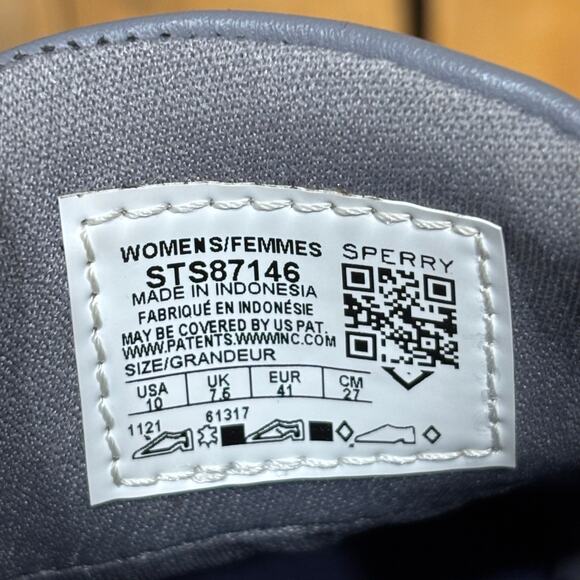 WOMENS/FEMMES
SPERRY
STS87146
MADE IN INDONESIA
FABRIQUÉ EN INDONÉSIE
MAY BE COVERED BY US PAT.
WWW.PATENTS.WWWMNC.COM
SIZE/GRANDEUR
USA UK EUR CM
10 7.5 41 27
1121 61317